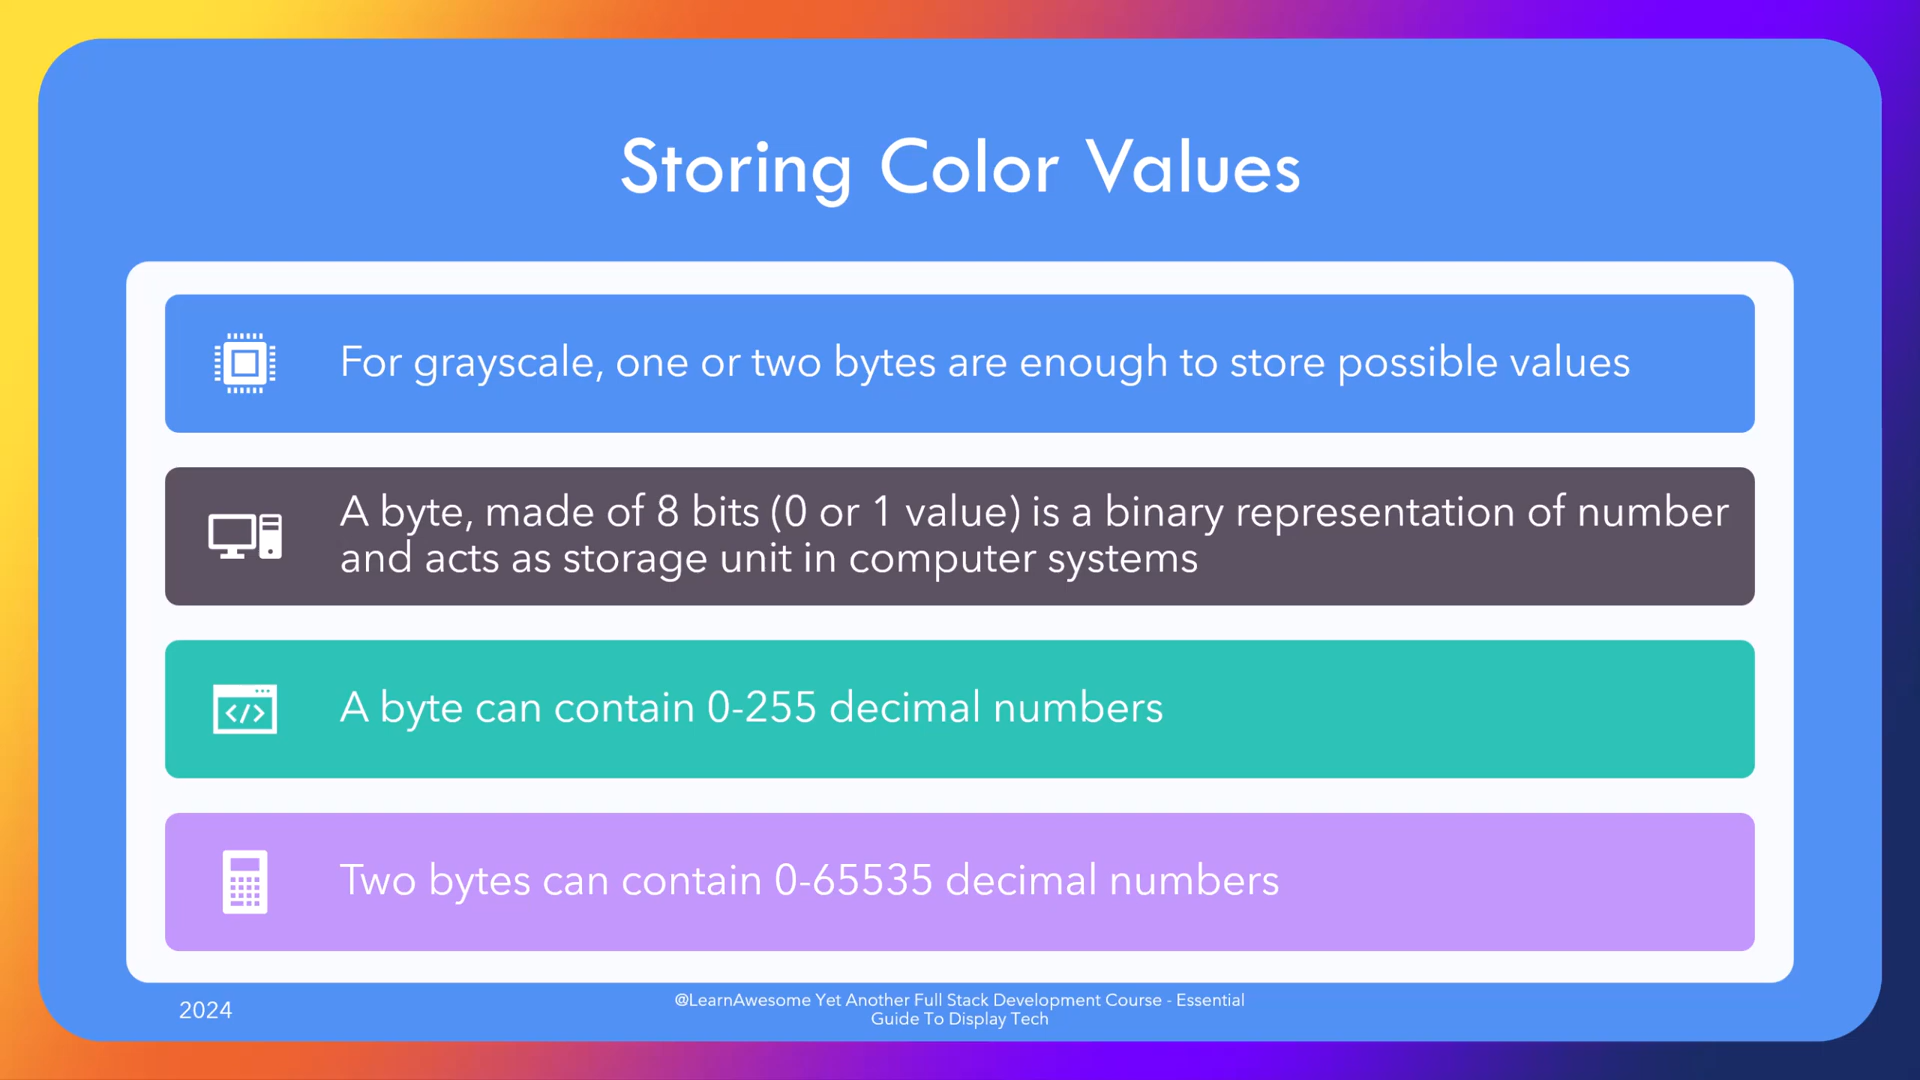 Storing Color Values
For grayscale, one or two bytes are enough to store possible values
A byte, made of 8 bits (0 or 1 value) is a binary representation of number
and acts as storage unit in computer systems
</>
A byte can contain 0-255 decimal numbers
Two bytes can contain 0-65535 decimal numbers
2024
@LearnAwesome Yet Another Full Stack Development Course - Essential
Guide To Display Tech